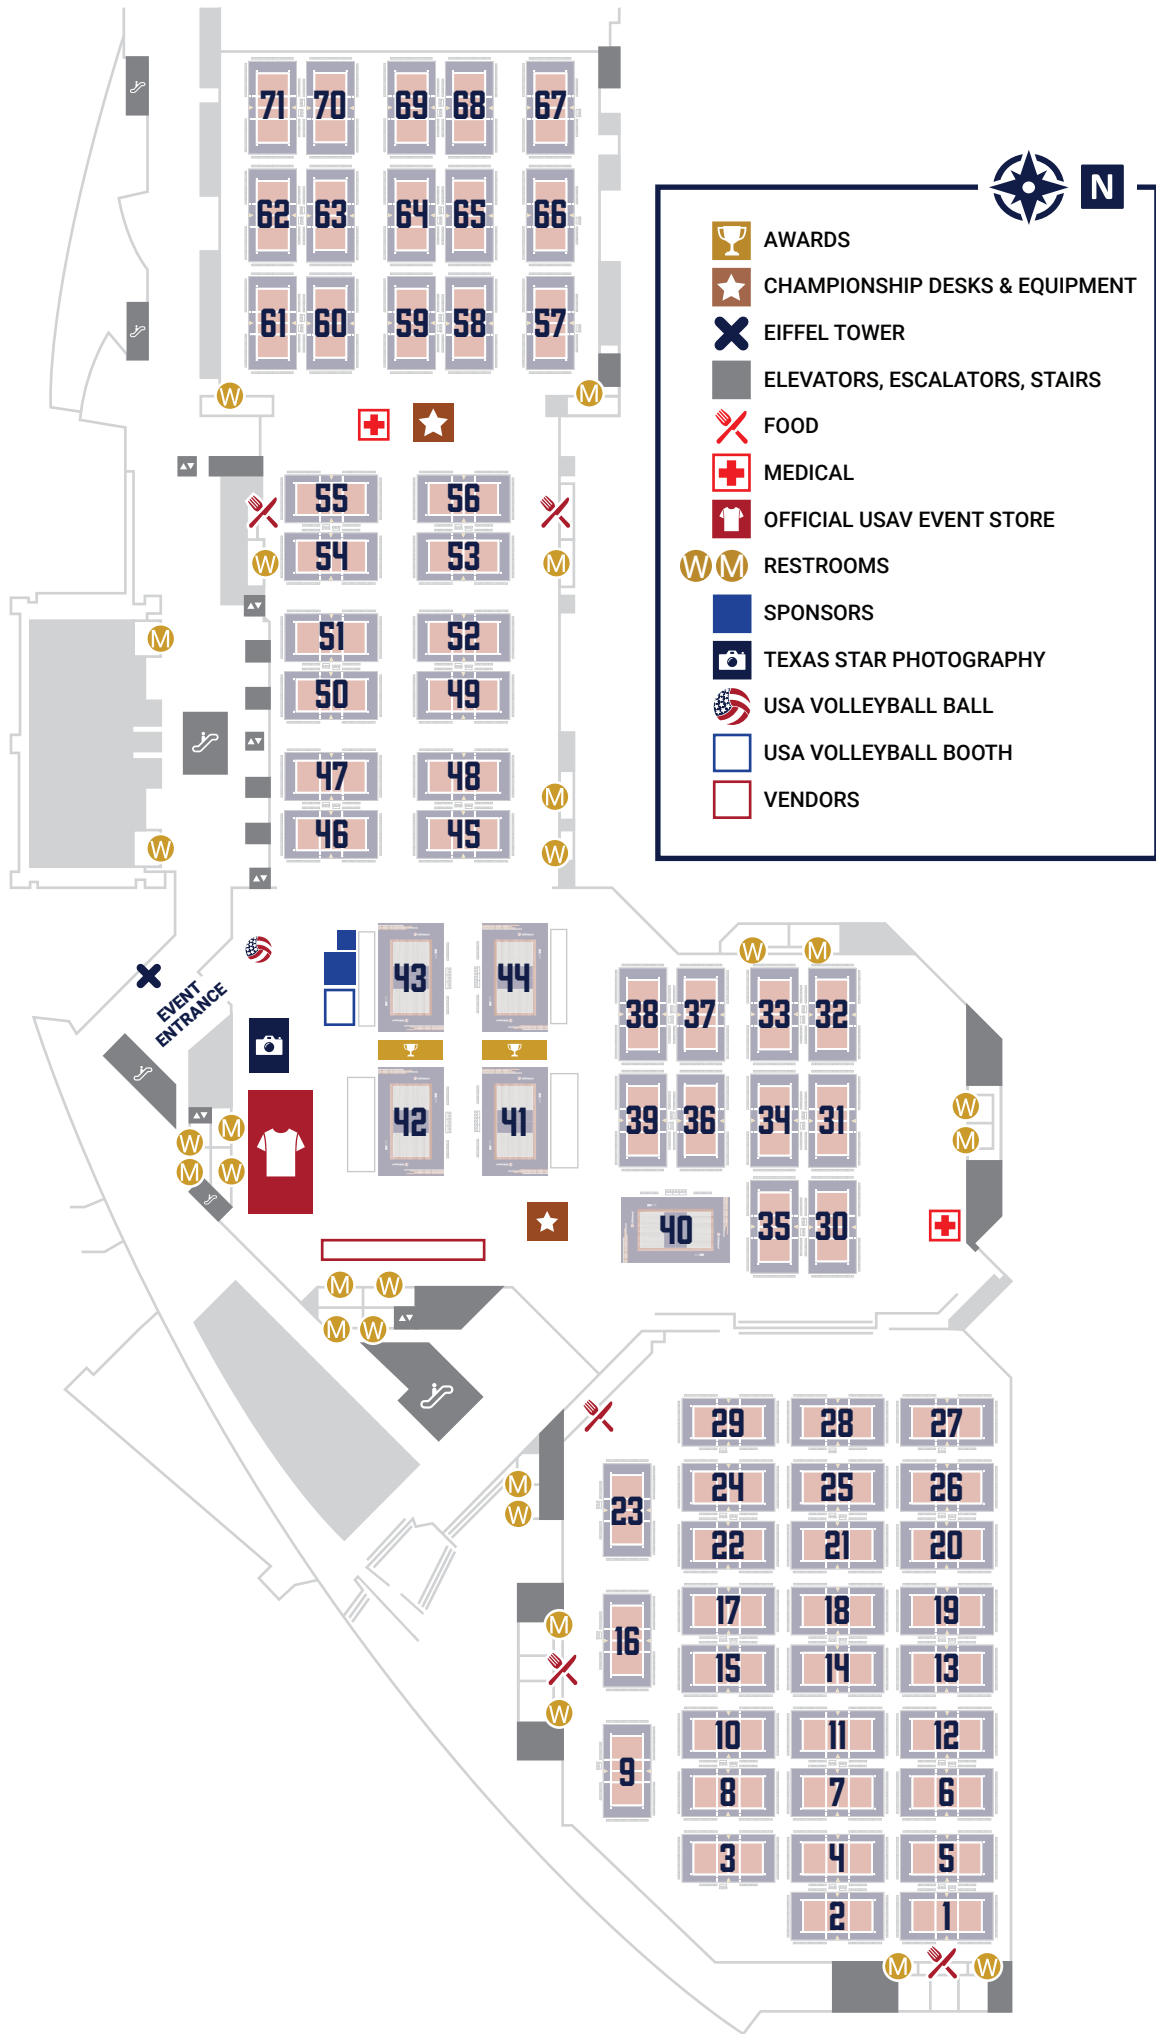 71 70 69 68 67
62 63 64 65 66
61 60 59 58 57
W M
55 56
54 53
W M
51 52
M
50 49
47 48
M
46 45
W W
N
AWARDS
CHAMPIONSHIP DESKS & EQUIPMENT
EIFFEL TOWER
ELEVATORS, ESCALATORS, STAIRS
FOOD
MEDICAL
OFFICIAL USAV EVENT STORE
W M RESTROOMS
SPONSORS
TEXAS STAR PHOTOGRAPHY
USA VOLLEYBALL BALL
USA VOLLEYBALL BOOTH
VENDORS
EVENT
ENTRANCE
43 44
W M
38 37 33 32
42 41
39 36 34 31
W
M
M
W
M W
40 35 30
M W
M W
29 28 27
24 25 26
M
W
23
22 21 20
17 18 19
M
16
15 14 13
W
10 11 12
9
8 7 6
3 4 5
2 1
M W